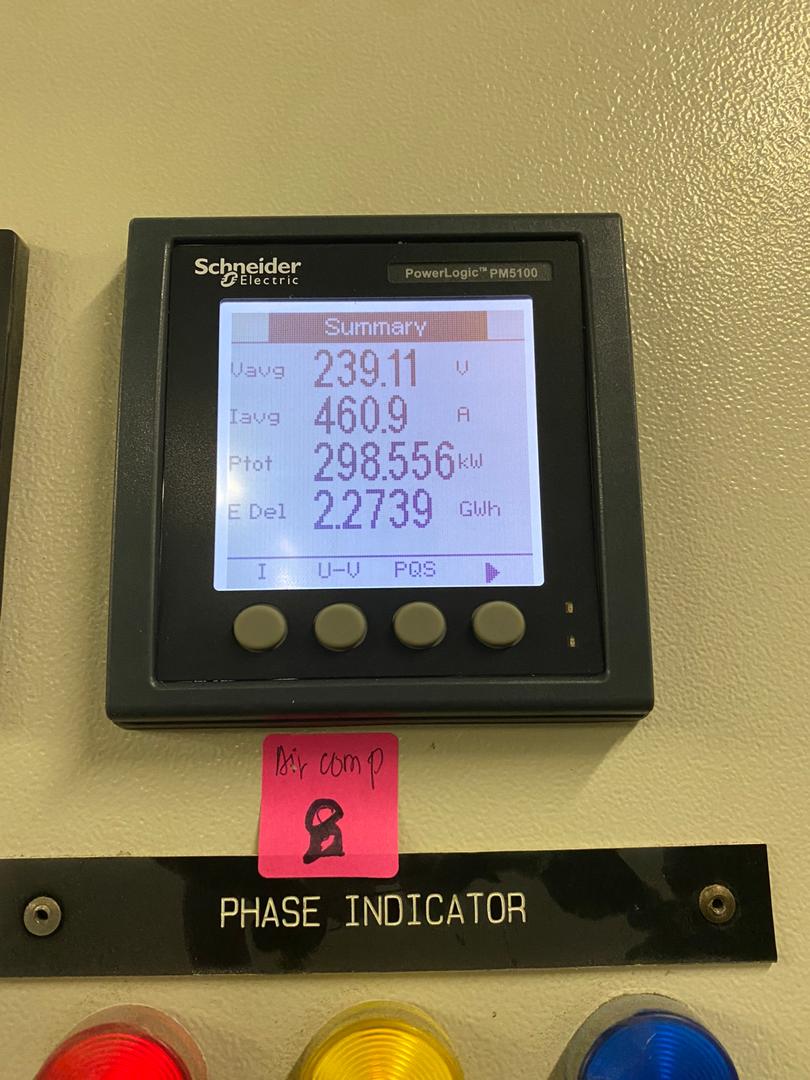 Schneider
Electric
PowerLogic™ PM5100
Summary
Vavg 239.11 V
Iavg 460.9 A
Ptot 298.556 kW
E Del 2.2739 GWh
I U-V PQS
Air comp
PHASE INDICATOR